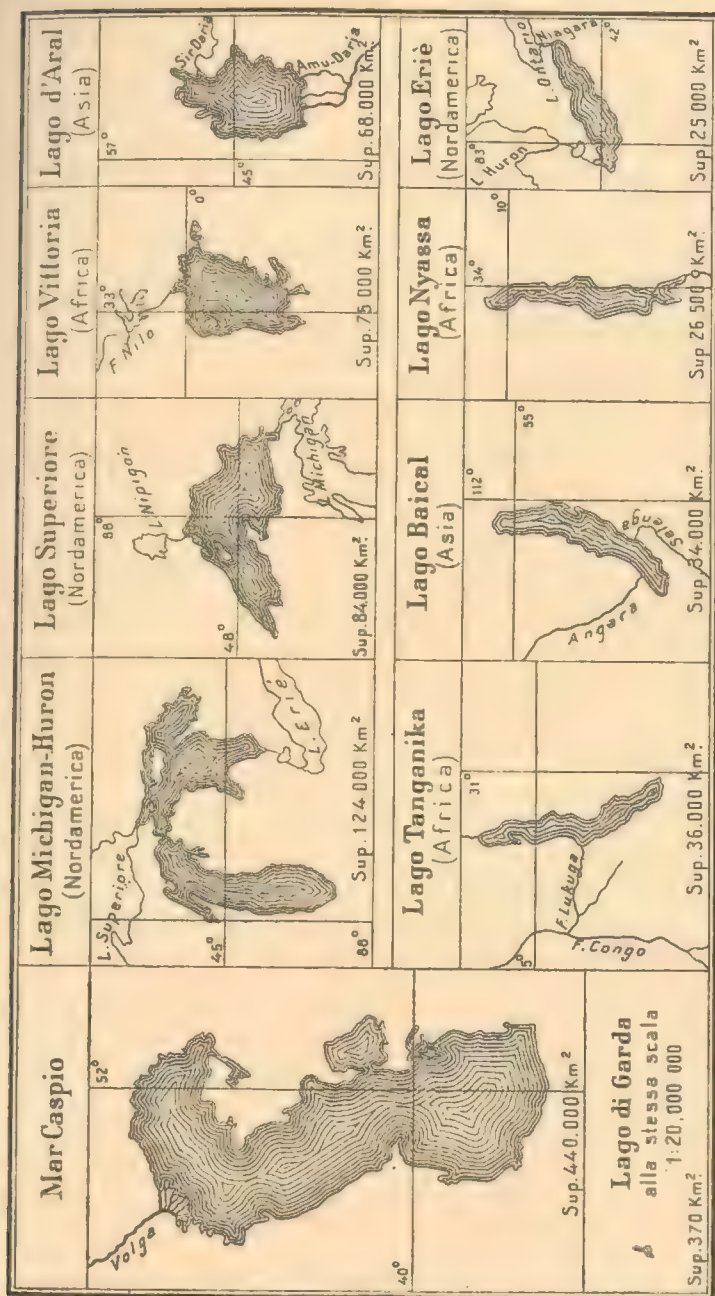 Mar Caspio
52°
Volga
40°
Sup. 440.000 Km²
Lago di Garda
alla stessa scala
1:20,000 000
Sup. 370 Km²
Lago Michigan-Huron
(Nordamerica)
L. Superiore
45°
88°
L. Erie
Sup. 124 000 Km²
Lago Superiore
(Nordamerica)
88°
L. Nipigon
48°
Michigan
Sup. 84.000 Km²
Lago Vittoria
(Africa)
33°
F. Nilo
0°
Sup. 75 000 Km²
Lago d'Aral
(Asia)
57°
Sir Daria
45°
Amu-Daria
Sup. 68.000 Km²
Lago Tanganika
(Africa)
31°
5°
F. Lukuga
F. Congo
Sup. 36.000 Km²
Lago Baical
(Asia)
112°
55°
Angara
Selenga
Sup. 34.000 Km²
Lago Nyassa
(Africa)
34°
10°
Sup 26 500 Km²
Lago Eriè
(Nordamerica)
L. Huron
83°
L. Ontario
Niagara
42°
Sup 25 000 Km²